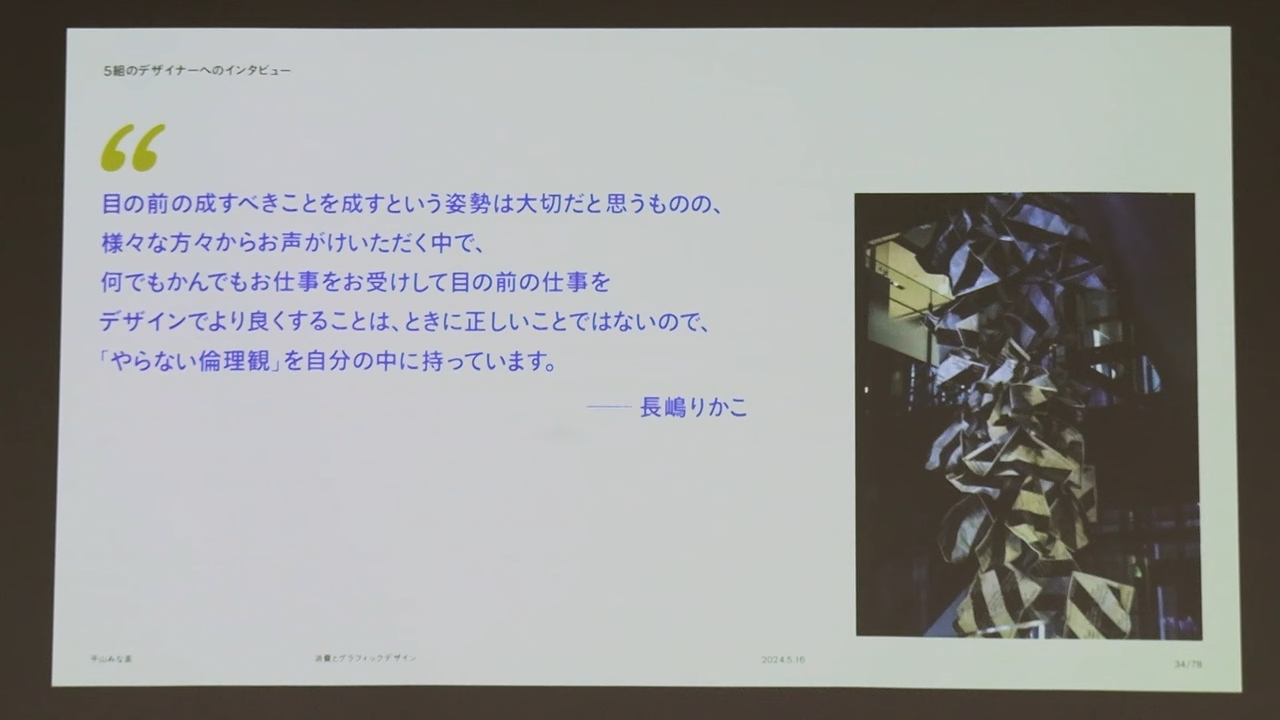 5組のデザイナーへのインタビュー
“
目の前の成すべきことを成すという姿勢は大切だと思うものの、
様々な方々からお声がけいただく中で、
何でもかんでもお仕事をお受けして目の前の仕事を
デザインでより良くすることは、ときに正しいことではないので、
「やらない倫理観」を自分の中に持っています。
—— 長嶋りかこ
平山みな美
消費とグラフィックデザイン
2024.5.16
34/78